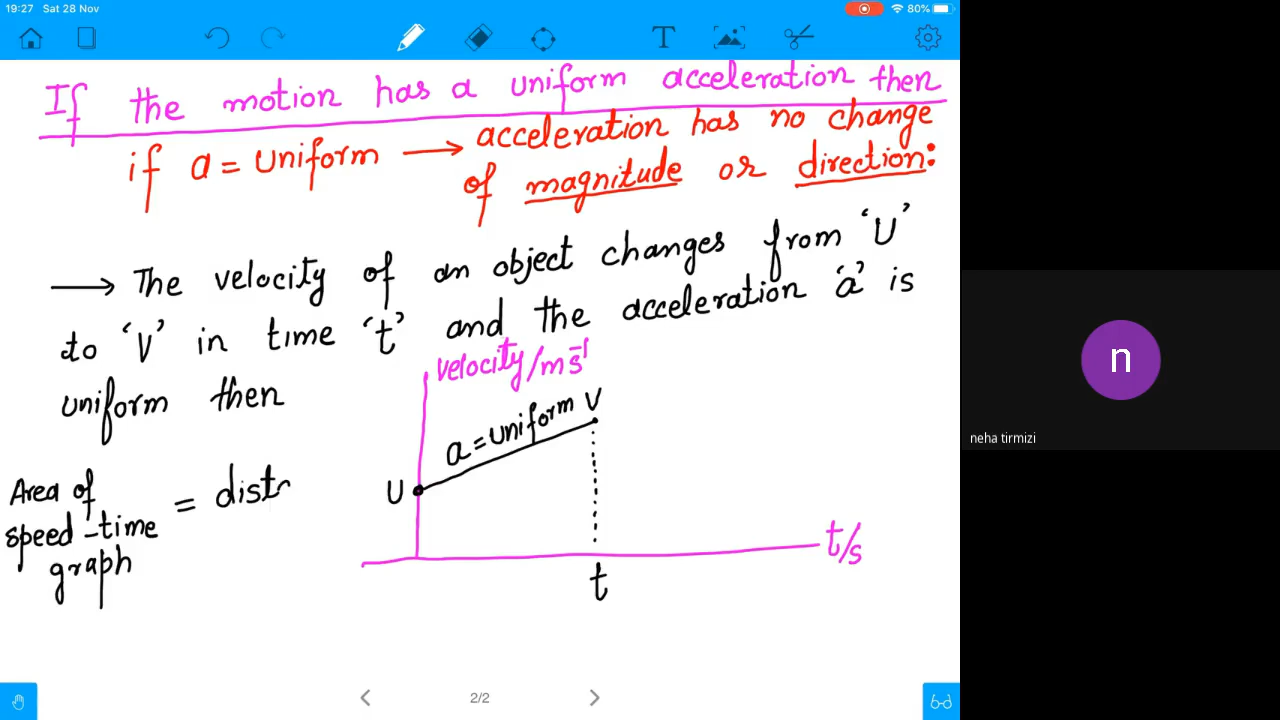 19:27 Sat 28 Nov
80%
T
If the motion has a uniform acceleration then
if a = uniform → acceleration has no change
of magnitude or direction:
→ The velocity of an object changes from 'U'
to 'V' in time 't' and the acceleration 'a' is
uniform then
velocity/ms⁻¹
a = uniform V
U
Area of
speed-time
graph
= dist
t/s
t
n
neha tirmizi
2/2